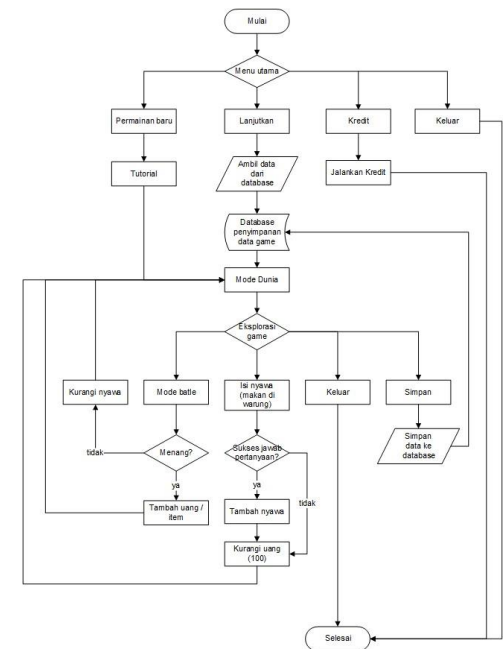 Mulai
Menu utama
Permainan baru
Lanjutkan
Kredit
Keluar
Tutorial
Ambil data
dari
database
Jalankan Kredit
Database
penyimpanan
data game
Mode Dunia
Eksplorasi
game
Kurangi nyawa
Mode batle
Isi nyawa
(makan di
warung)
Keluar
Simpan
tidak
Menang?
Sukses jawab
pertanyaan?
Simpan
data ke
database
ya
ya
tidak
Tambah uang /
item
Tambah nyawa
Kurangi uang
(100)
Selesai